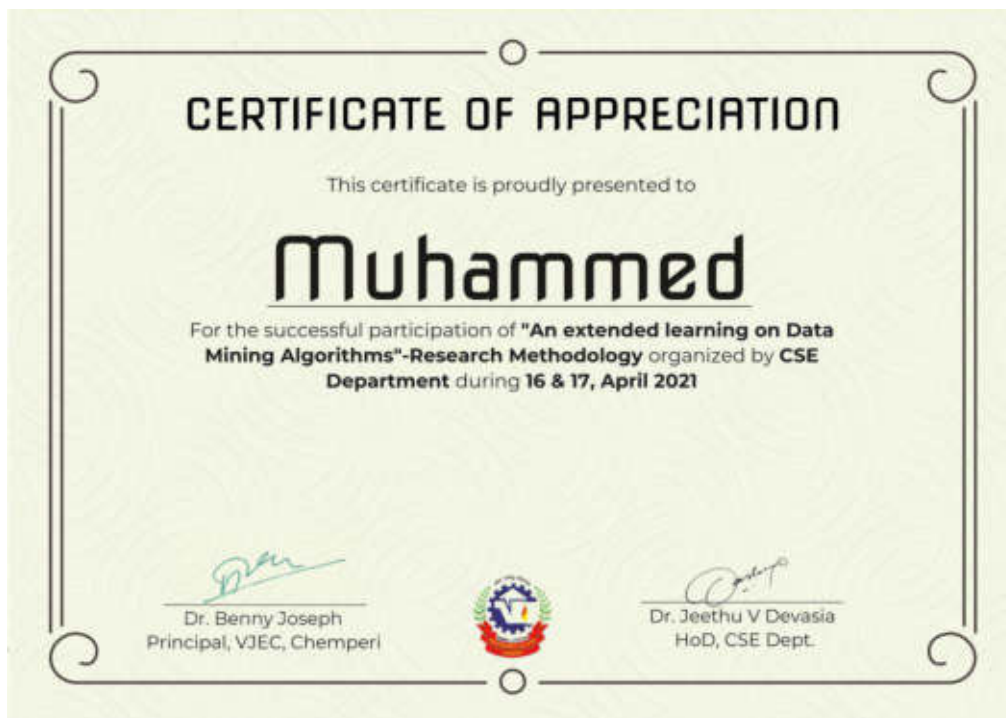 CERTIFICATE OF APPRECIATION
This certificate is proudly presented to
Muhammed
For the successful participation of "An extended learning on Data
Mining Algorithms"-Research Methodology organized by CSE
Department during 16 & 17, April 2021
Dr. Benny Joseph
Principal, VJEC, Chemperi
Dr. Jeethu V Devasia
HoD, CSE Dept.